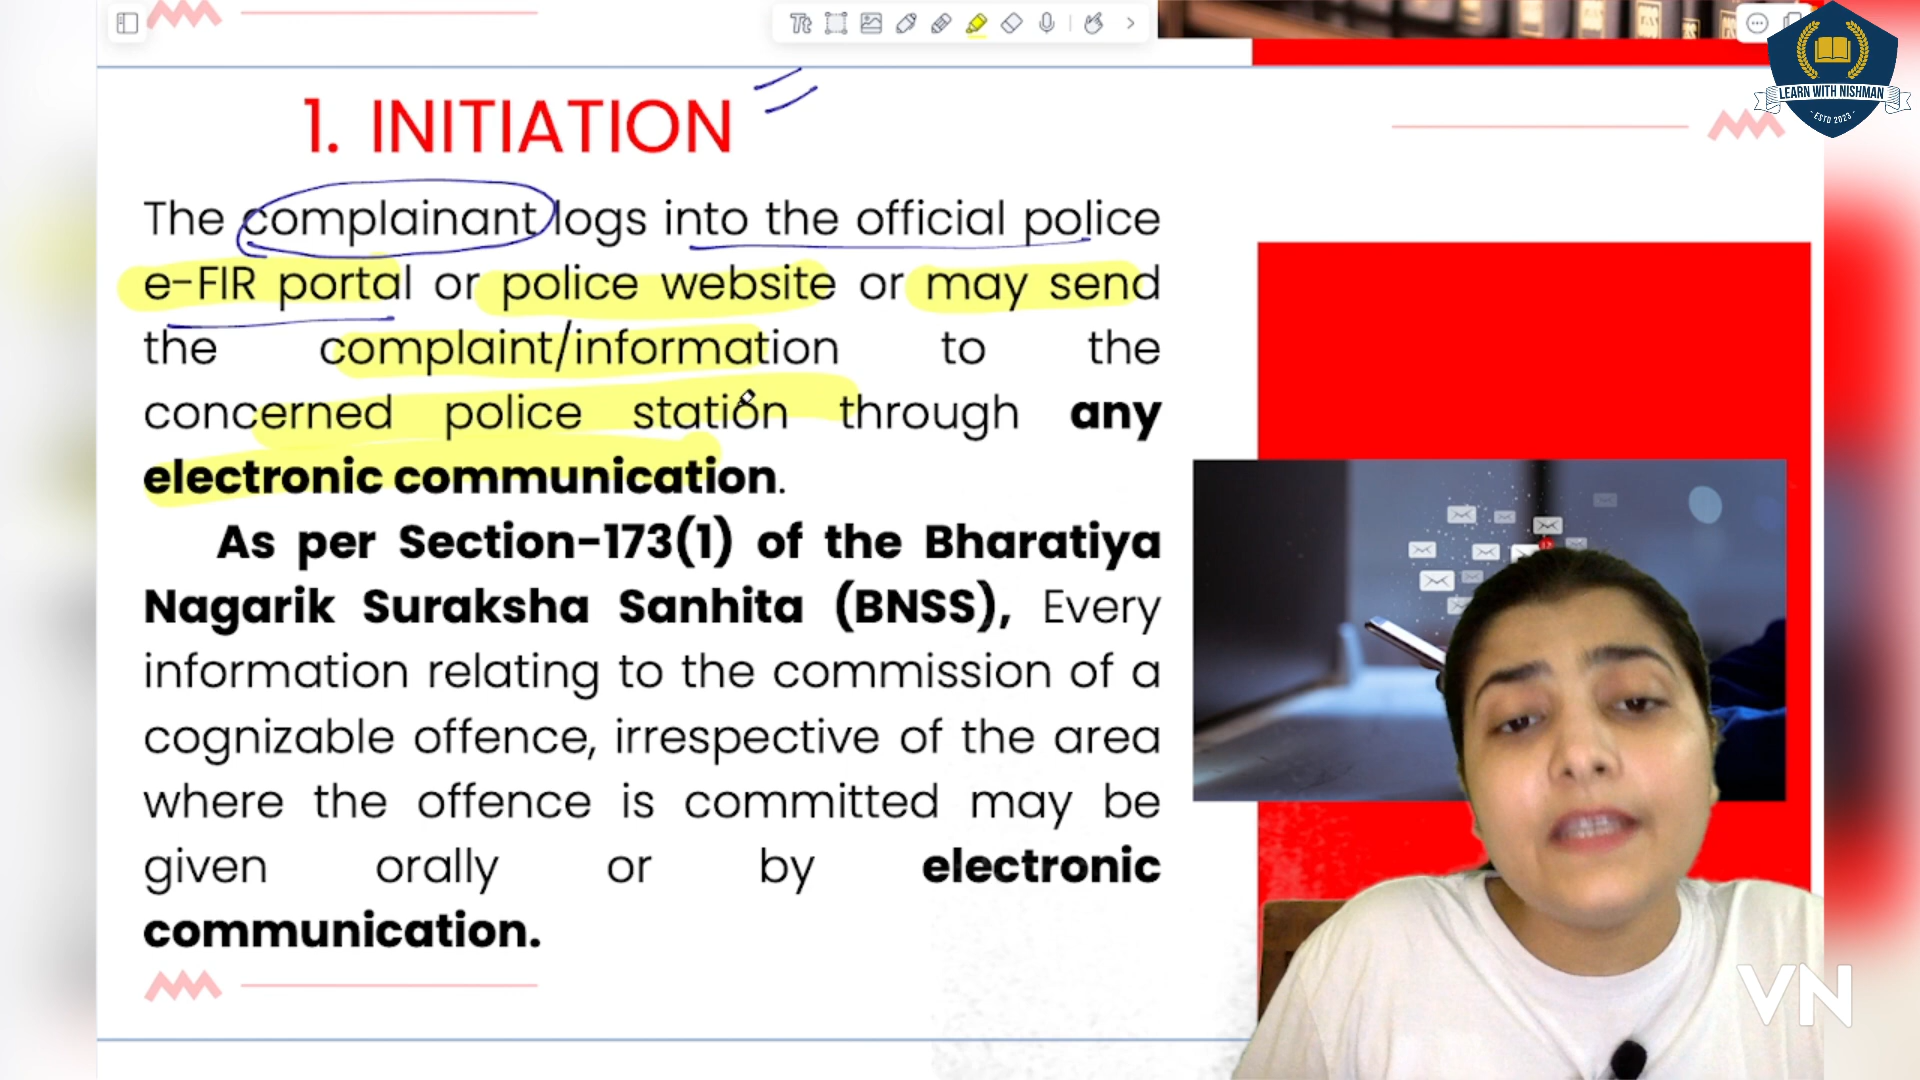 LEARN WITH NISHMAN
- ESTD 2023 -
1. INITIATION
The complainant logs into the official police
e-FIR portal or police website or may send
the complaint/information to the
concerned police station through any
electronic communication.
As per Section-173(1) of the Bharatiya
Nagarik Suraksha Sanhita (BNSS), Every
information relating to the commission of a
cognizable offence, irrespective of the area
where the offence is committed may be
given orally or by electronic
communication.
VN